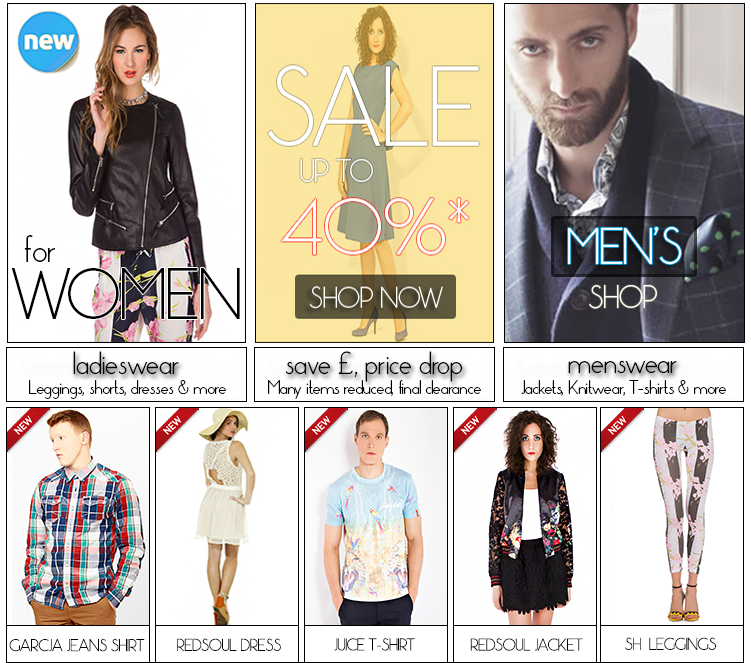 new
for
WOMEN
SALE
UP TO
40%*
SHOP NOW
MEN'S
SHOP
ladieswear
Leggings, shorts, dresses & more
save £, price drop
Many items reduced, final clearance
menswear
Jackets, Knitwear, T-shirts & more
NEW
NEW
NEW
NEW
NEW
GARCIA JEANS SHIRT
REDSOUL DRESS
JUICE T-SHIRT
REDSOUL JACKET
SH LEGGINGS